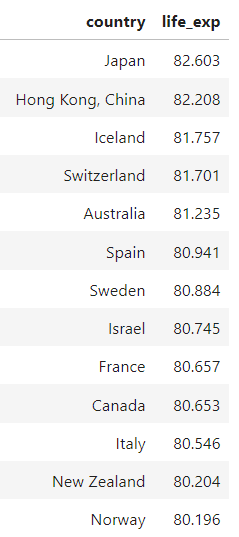 country life_exp
Japan 82.603
Hong Kong, China 82.208
Iceland 81.757
Switzerland 81.701
Australia 81.235
Spain 80.941
Sweden 80.884
Israel 80.745
France 80.657
Canada 80.653
Italy 80.546
New Zealand 80.204
Norway 80.196